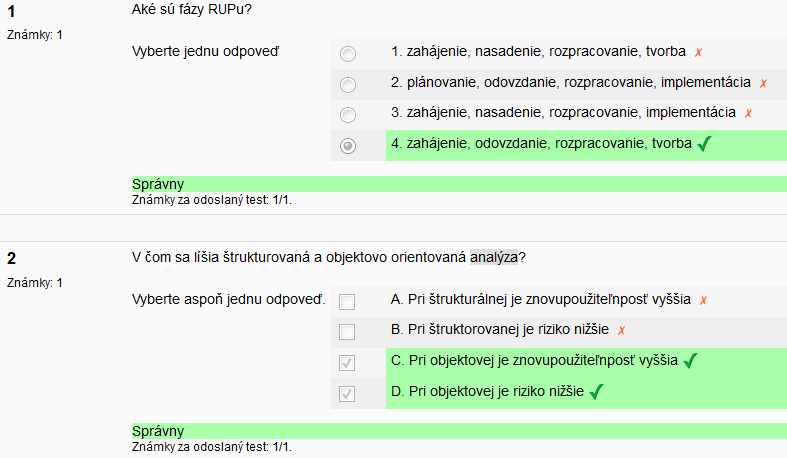 1
Známky: 1
Aké sú fázy RUPu?
Vyberte jednu odpoveď
1. zahájenie, nasadenie, rozpracovanie, tvorba ✗
2. plánovanie, odovzdanie, rozpracovanie, implementácia ✗
3. zahájenie, nasadenie, rozpracovanie, implementácia ✗
4. zahájenie, odovzdanie, rozpracovanie, tvorba ✓
Správny
Známky za odoslaný test: 1/1.
2
Známky: 1
V čom sa líšia štrukturovaná a objektovo orientovaná analýza?
Vyberte aspoň jednu odpoveď.
A. Pri štrukturálnej je znovupoužiteľnposť vyššia ✗
B. Pri štruktorovanej je riziko nižšie ✗
C. Pri objektovej je znovupoužiteľnposť vyššia ✓
D. Pri objektovej je riziko nižšie ✓
Správny
Známky za odoslaný test: 1/1.